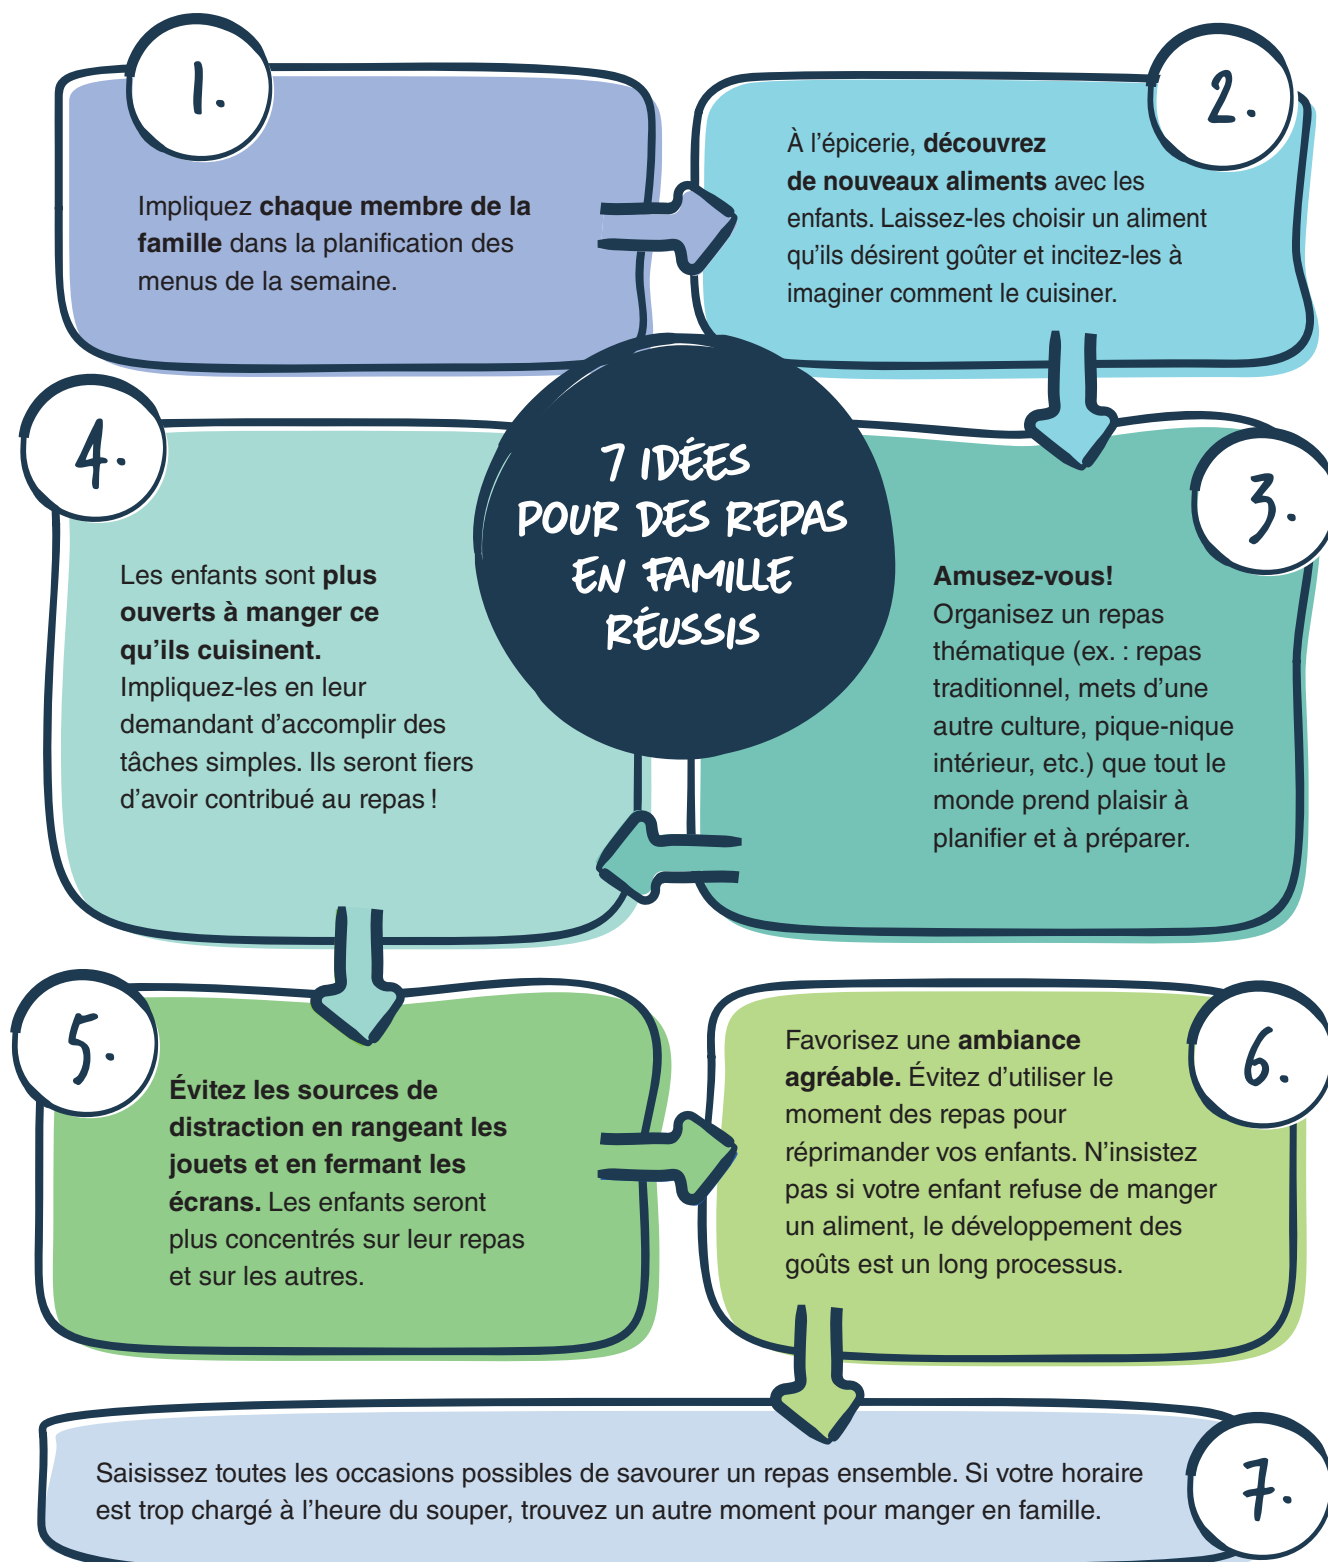 7 IDÉES
POUR DES REPAS
EN FAMILLE
RÉUSSIS
1.
Impliquez chaque membre de la
famille dans la planification des
menus de la semaine.
2.
À l’épicerie, découvrez
de nouveaux aliments avec les
enfants. Laissez-les choisir un aliment
qu’ils désirent goûter et incitez-les à
imaginer comment le cuisiner.
3.
Amusez-vous!
Organisez un repas
thématique (ex. : repas
traditionnel, mets d’une
autre culture, pique-nique
intérieur, etc.) que tout le
monde prend plaisir à
planifier et à préparer.
4.
Les enfants sont plus
ouverts à manger ce
qu’ils cuisinent.
Impliquez-les en leur
demandant d’accomplir des
tâches simples. Ils seront fiers
d’avoir contribué au repas !
5.
Évitez les sources de
distraction en rangeant les
jouets et en fermant les
écrans. Les enfants seront
plus concentrés sur leur repas
et sur les autres.
6.
Favorisez une ambiance
agréable. Évitez d’utiliser le
moment des repas pour
réprimander vos enfants. N’insistez
pas si votre enfant refuse de manger
un aliment, le développement des
goûts est un long processus.
7.
Saisissez toutes les occasions possibles de savourer un repas ensemble. Si votre horaire
est trop chargé à l’heure du souper, trouvez un autre moment pour manger en famille.